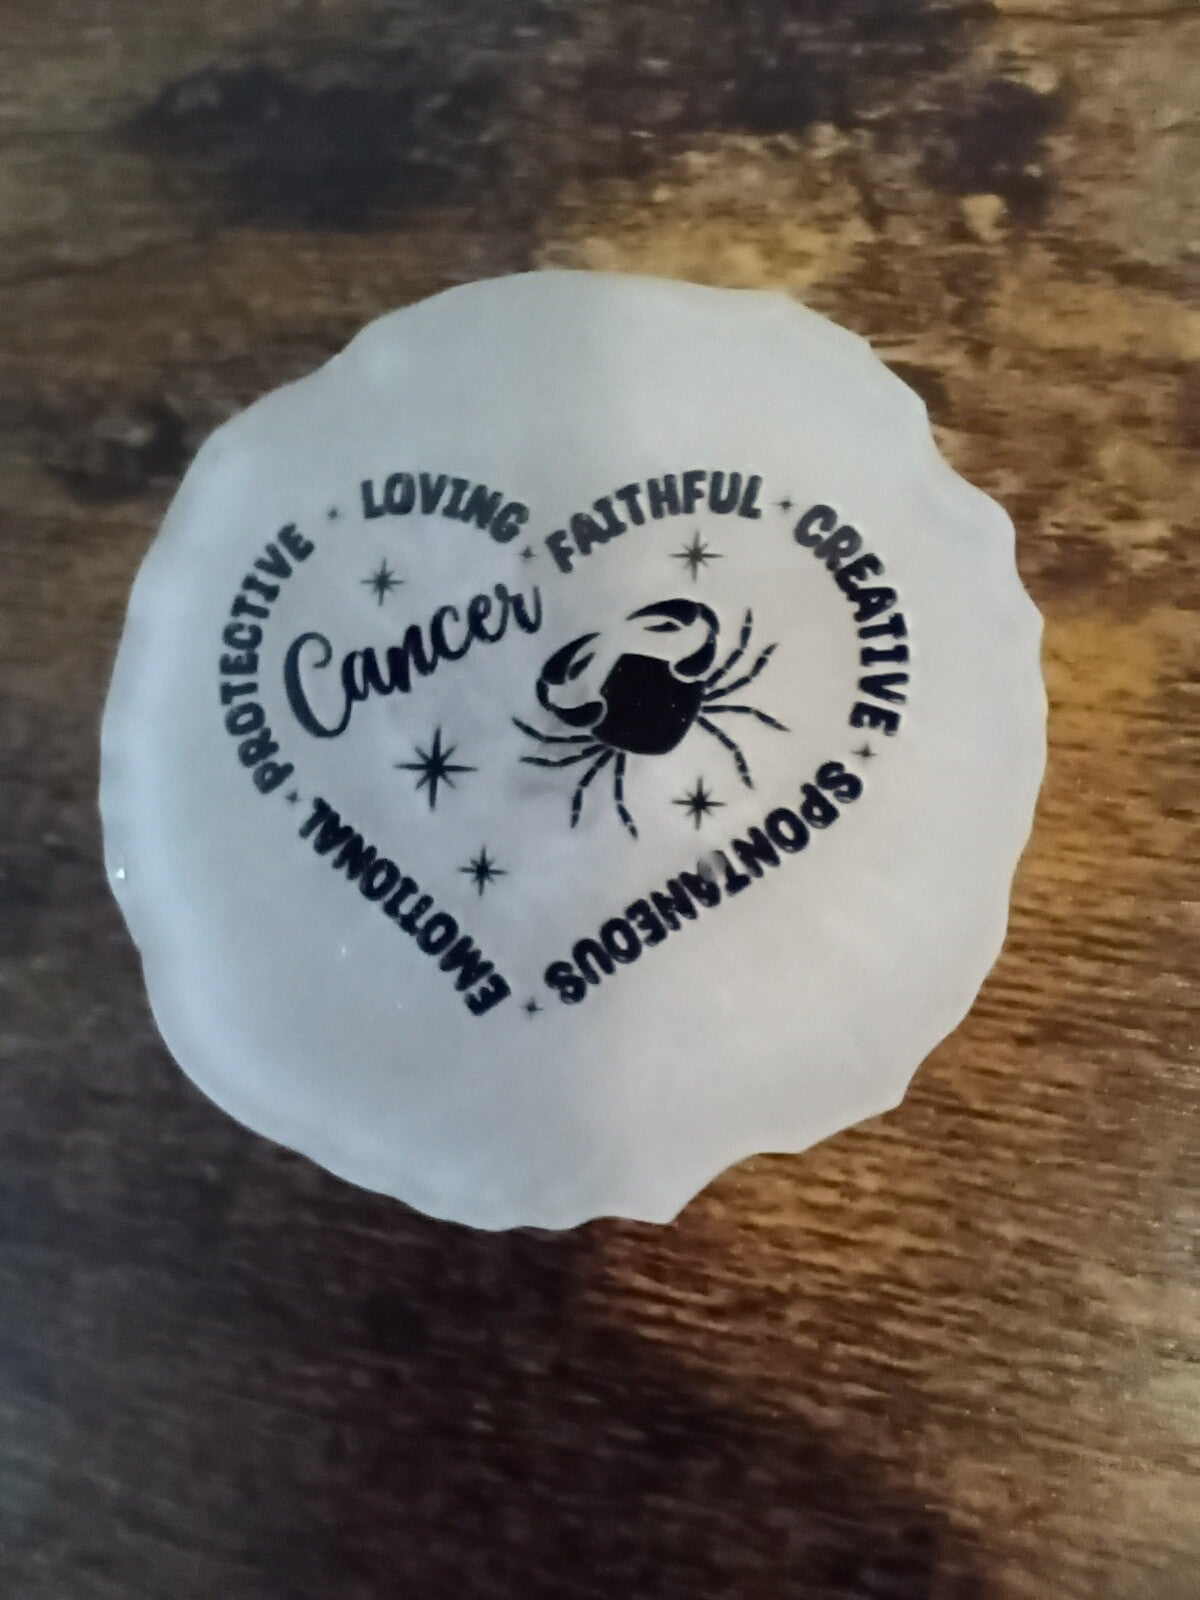 LOVING
FAITHFUL
CREATIVE
SPONTANEOUS
EMOTIONAL
PROTECTIVE
Cancer